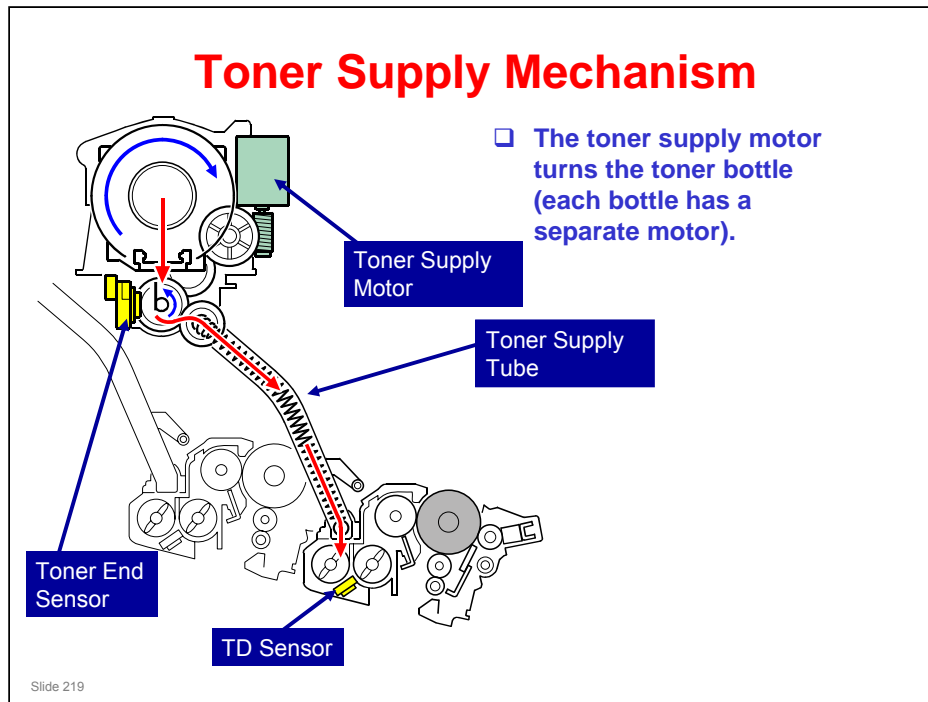 Toner Supply Mechanism
❑ The toner supply motor
turns the toner bottle
(each bottle has a
separate motor).
Toner Supply
Motor
Toner Supply
Tube
Toner End
Sensor
TD Sensor
Slide 219